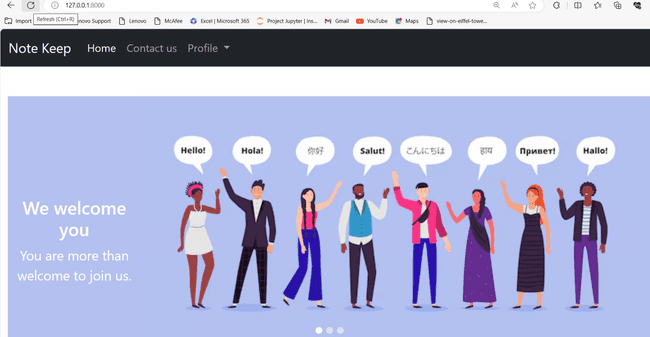 127.0.0.1:8000
Refresh (Ctrl+R)
Import
Lenovo Support
Lenovo
McAfee
Excel | Microsoft 365
Project Jupyter | Ins...
Gmail
YouTube
Maps
view-on-eiffel-towe...
Note Keep
Home
Contact us
Profile
Hello!
Hola!
你好
Salut!
こんにちは
हाय
Привет!
Hallo!
We welcome
you
You are more than
welcome to join us.